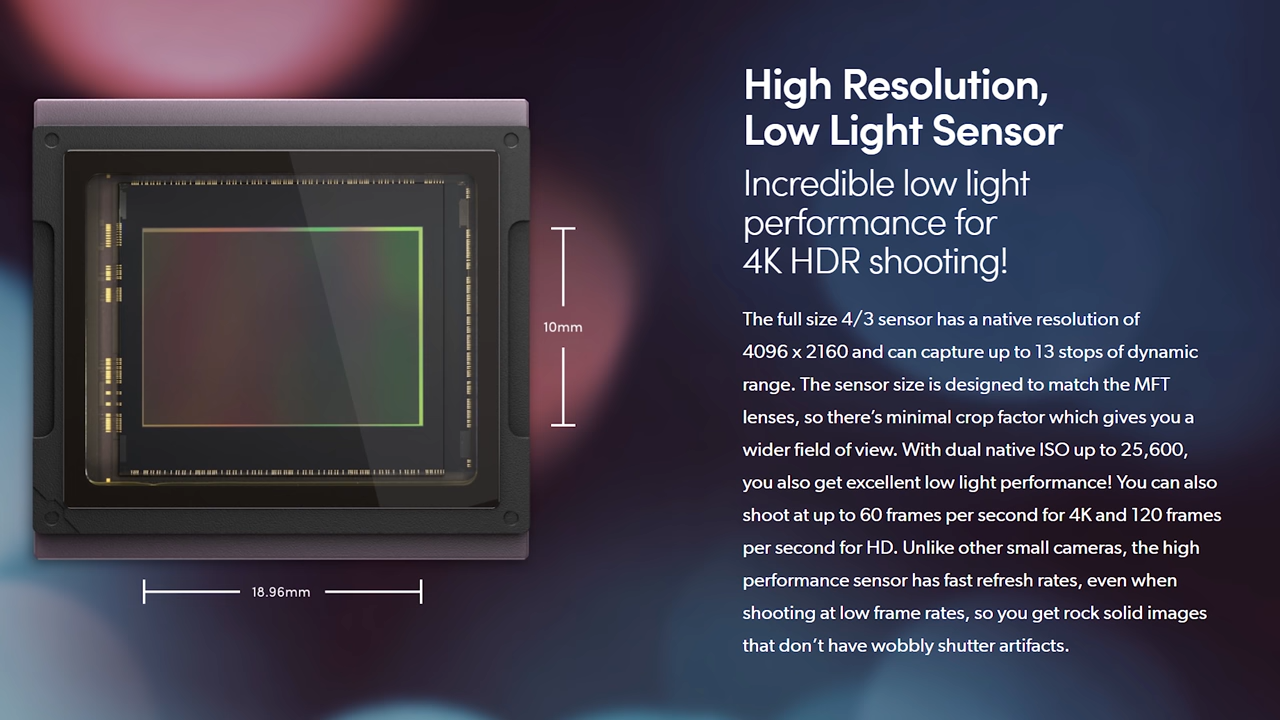 High Resolution,
Low Light Sensor
Incredible low light
performance for
4K HDR shooting!
The full size 4/3 sensor has a native resolution of
4096 x 2160 and can capture up to 13 stops of dynamic
range. The sensor size is designed to match the MFT
lenses, so there’s minimal crop factor which gives you a
wider field of view. With dual native ISO up to 25,600,
you also get excellent low light performance! You can also
shoot at up to 60 frames per second for 4K and 120 frames
per second for HD. Unlike other small cameras, the high
performance sensor has fast refresh rates, even when
shooting at low frame rates, so you get rock solid images
that don’t have wobbly shutter artifacts.
10mm
18.96mm